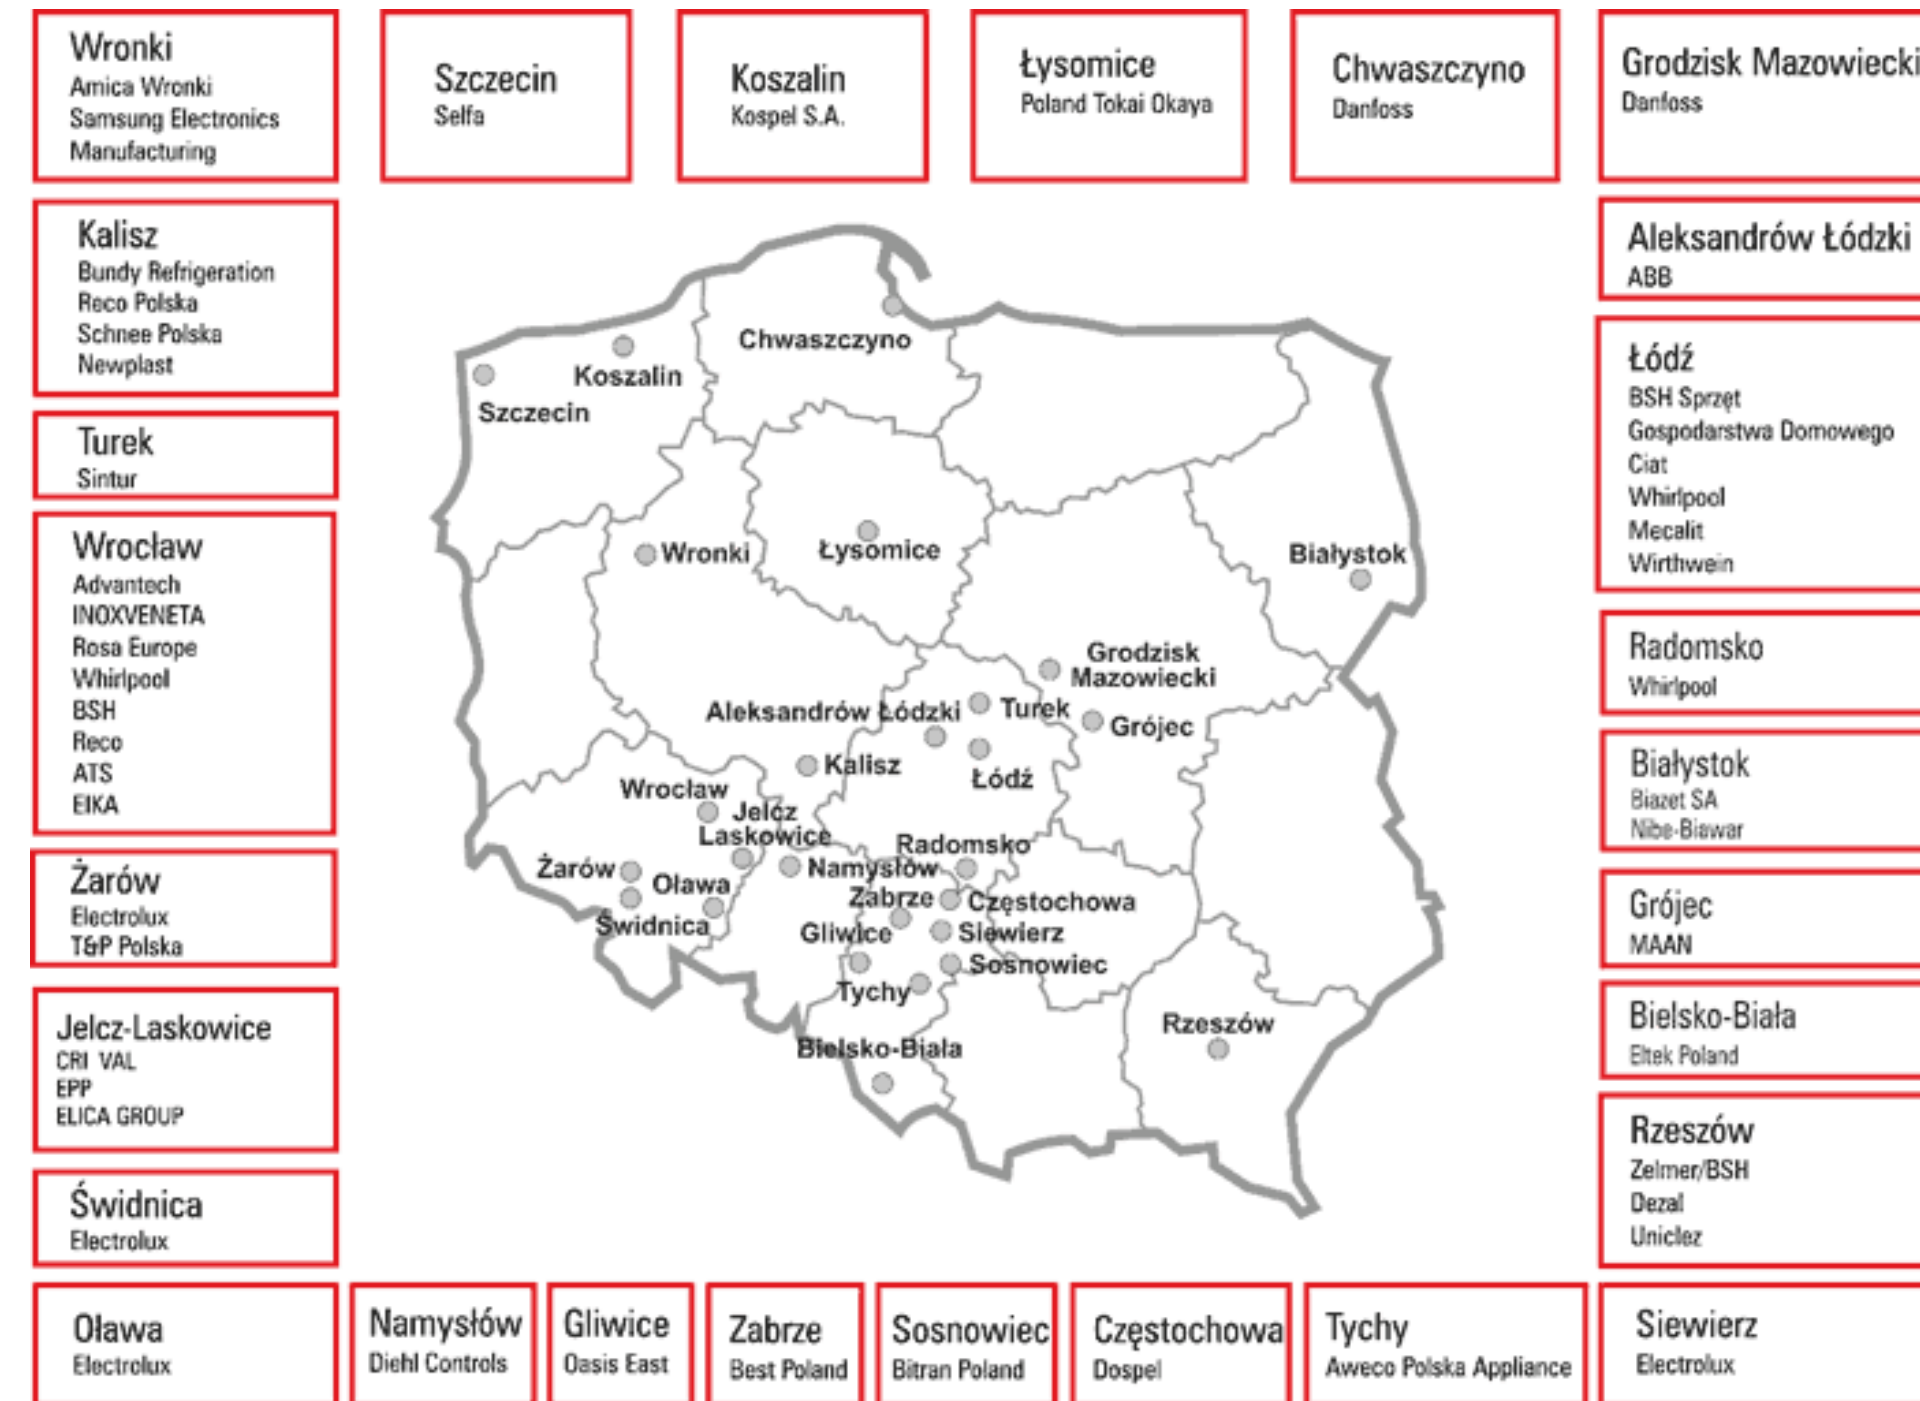 Wronki
Amica Wronki
Samsung Electronics
Manufacturing
Szczecin
Selfa
Koszalin
Kospel S.A.
Łysomice
Poland Tokai Okaya
Chwaszczyno
Danfoss
Grodzisk Mazowiecki
Danfoss
Kalisz
Bundy Refrigeration
Reco Polska
Schnee Polska
Newplast
Turek
Sintur
Wrocław
Advantech
INOXVENETA
Rosa Europe
Whirlpool
BSH
Reco
ATS
EIKA
Żarów
Electrolux
T&P Polska
Jelcz-Laskowice
CRI VAL
EPP
ELICA GROUP
Świdnica
Electrolux
Chwaszczyno
Koszalin
Szczecin
Wronki
Łysomice
Białystok
Grodzisk
Mazowiecki
Aleksandrów Łódzki
Turek
Grójec
Kalisz
Łódź
Wrocław
Jelcz
Laskowice
Radomsko
Żarów
Namysłów
Oława
Zabrze
Częstochowa
Świdnica
Gliwice
Siewierz
Sosnowiec
Tychy
Rzeszów
Bielsko-Biała
Aleksandrów Łódzki
ABB
Łódź
BSH Sprzęt
Gospodarstwa Domowego
Ciat
Whirlpool
Mecalit
Wirthwein
Radomsko
Whirlpool
Białystok
Biazet SA
Nibe-Biawar
Grójec
MAAN
Bielsko-Biała
Eltek Poland
Rzeszów
Zelmer/BSH
Dezal
Uniclez
Oława
Electrolux
Namysłów
Diehl Controls
Gliwice
Oasis East
Zabrze
Best Poland
Sosnowiec
Bitran Poland
Częstochowa
Dospel
Tychy
Aweco Polska Appliance
Siewierz
Electrolux